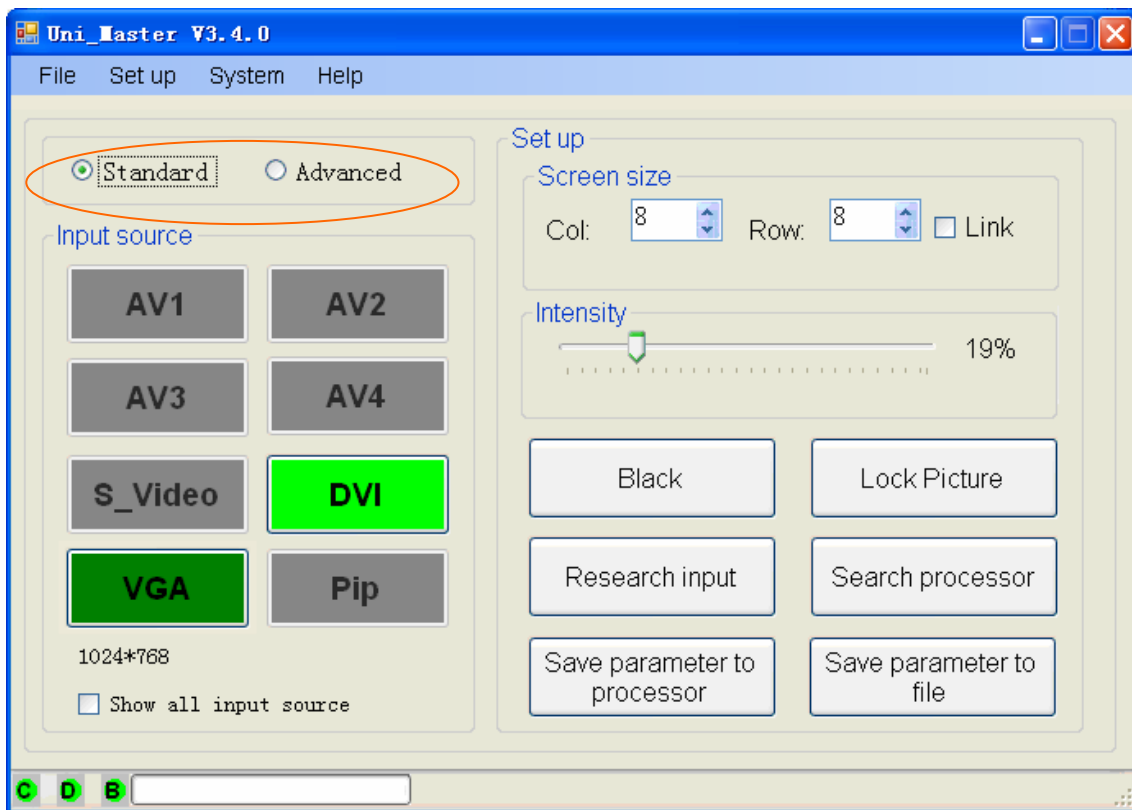 Uni_Master V3.4.0
File Set up System Help
Standard Advanced
Input source
AV1 AV2
AV3 AV4
S_Video DVI
VGA Pip
1024*768
Show all input source
Set up
Screen size
Col: 8 Row: 8 Link
Intensity
19%
Black Lock Picture
Research input Search processor
Save parameter to
processor
Save parameter to
file
C D B